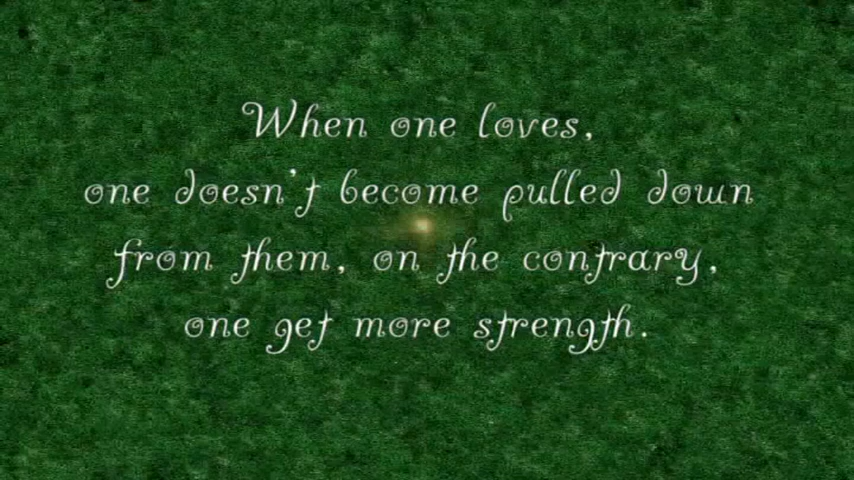 When one loves,
one doesn't become pulled down
from them, on the contrary,
one get more strength.